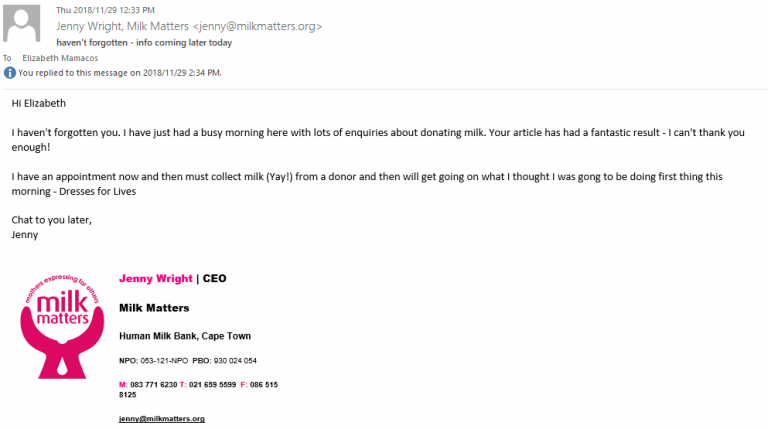 Thu 2018/11/29 12:33 PM
Jenny Wright, Milk Matters <jenny@milkmatters.org>
haven't forgotten - info coming later today
To Elizabeth Mamacos
You replied to this message on 2018/11/29 2:34 PM.
Hi Elizabeth
I haven't forgotten you. I have just had a busy morning here with lots of enquiries about donating milk. Your article has had a fantastic result - I can't thank you
enough!
I have an appointment now and then must collect milk (Yay!) from a donor and then will get going on what I thought I was gong to be doing first thing this
morning - Dresses for Lives
Chat to you later,
Jenny
mothers expressing for others
milk
matters
Jenny Wright | CEO
Milk Matters
Human Milk Bank, Cape Town
NPO: 053-121-NPO PBO: 930 024 054
M: 083 771 6230 T: 021 659 5599 F: 086 515
8125
jenny@milkmatters.org